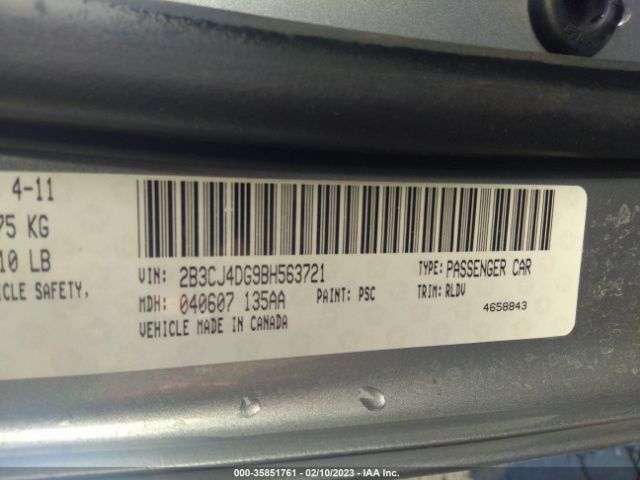 4-11
75 KG
10 LB
ICLE SAFETY,
VIN: 2B3CJ4DG9BH563721
TYPE: PASSENGER CAR
MDH: 040607 135AA
PAINT: PSC
TRIM: RLDV
4658843
VEHICLE MADE IN CANADA
000-35851761 - 02/10/2023 - IAA Inc.